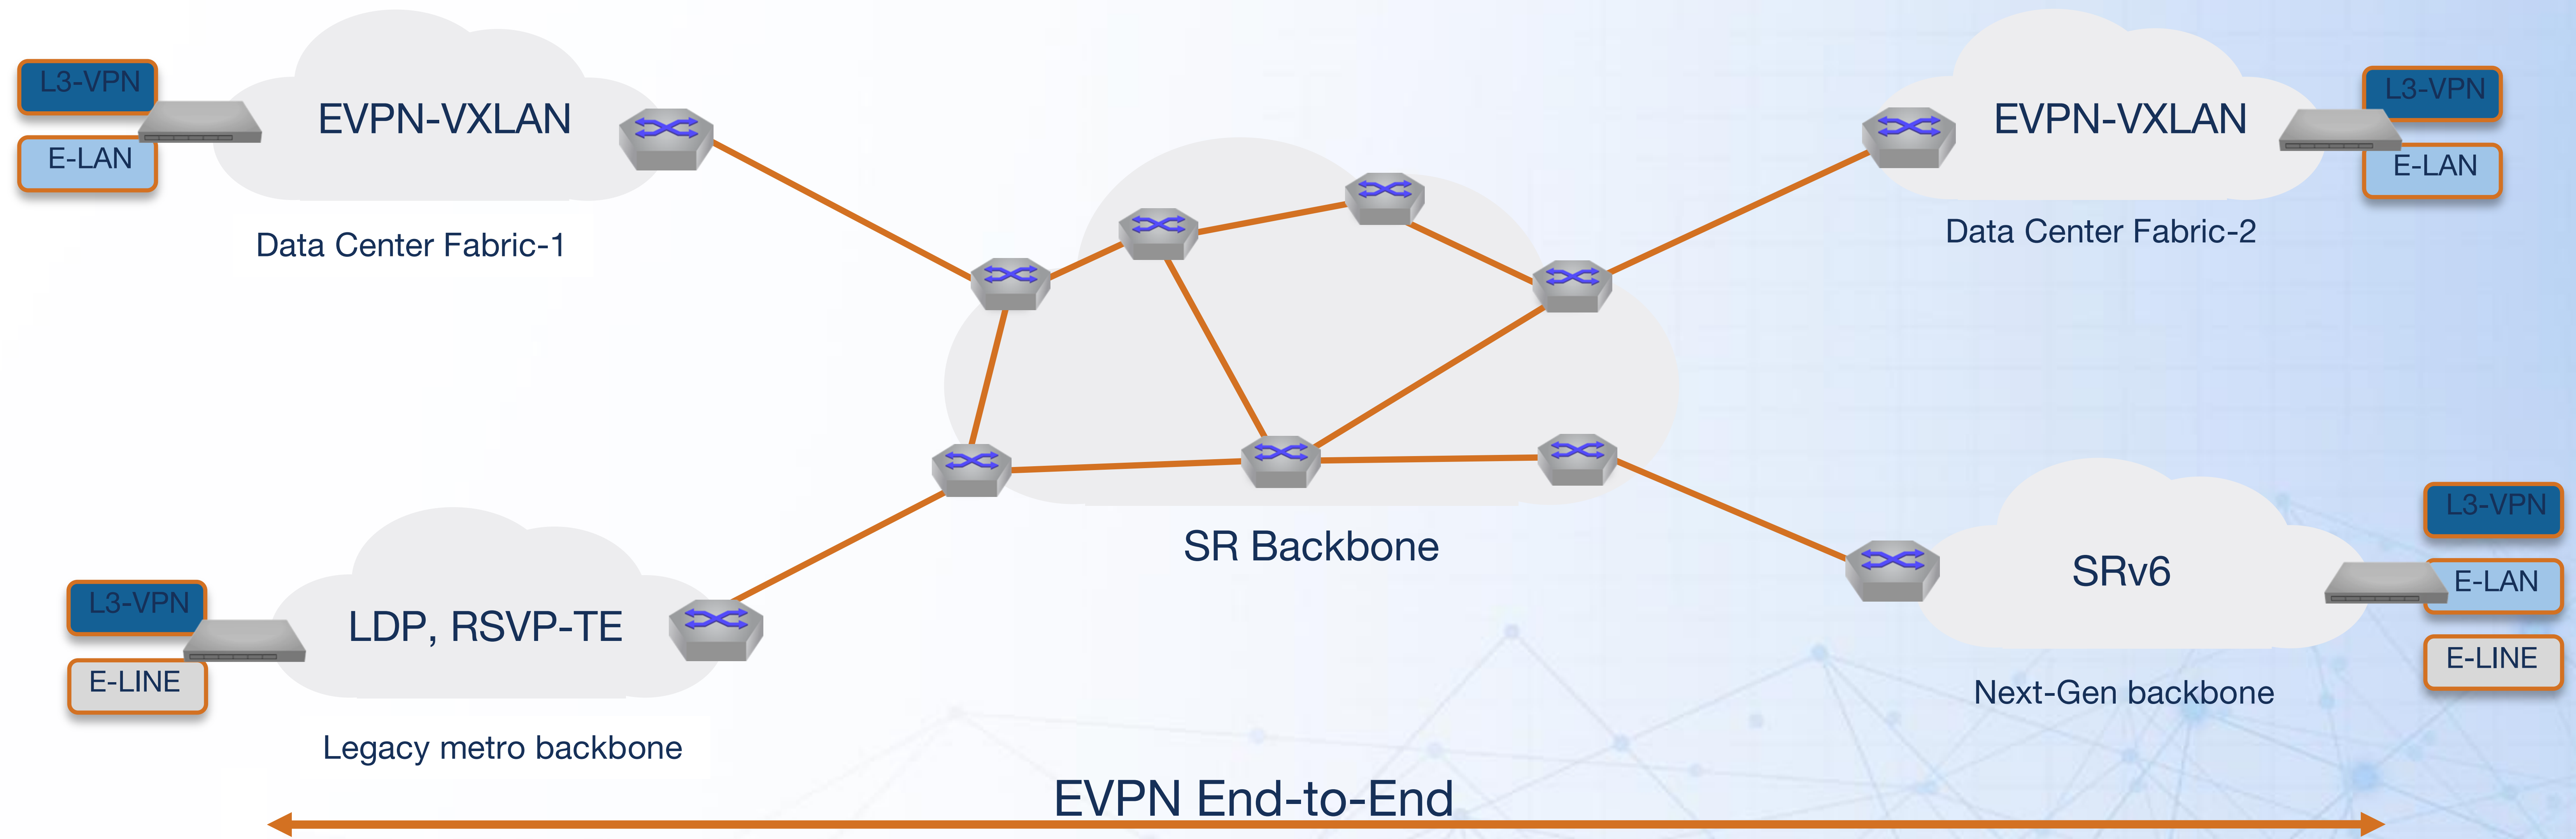 L3-VPN
E-LAN
EVPN-VXLAN
Data Center Fabric-1
EVPN-VXLAN
L3-VPN
E-LAN
Data Center Fabric-2
SR Backbone
L3-VPN
E-LINE
LDP, RSVP-TE
Legacy metro backbone
SRv6
L3-VPN
E-LAN
E-LINE
Next-Gen backbone
EVPN End-to-End